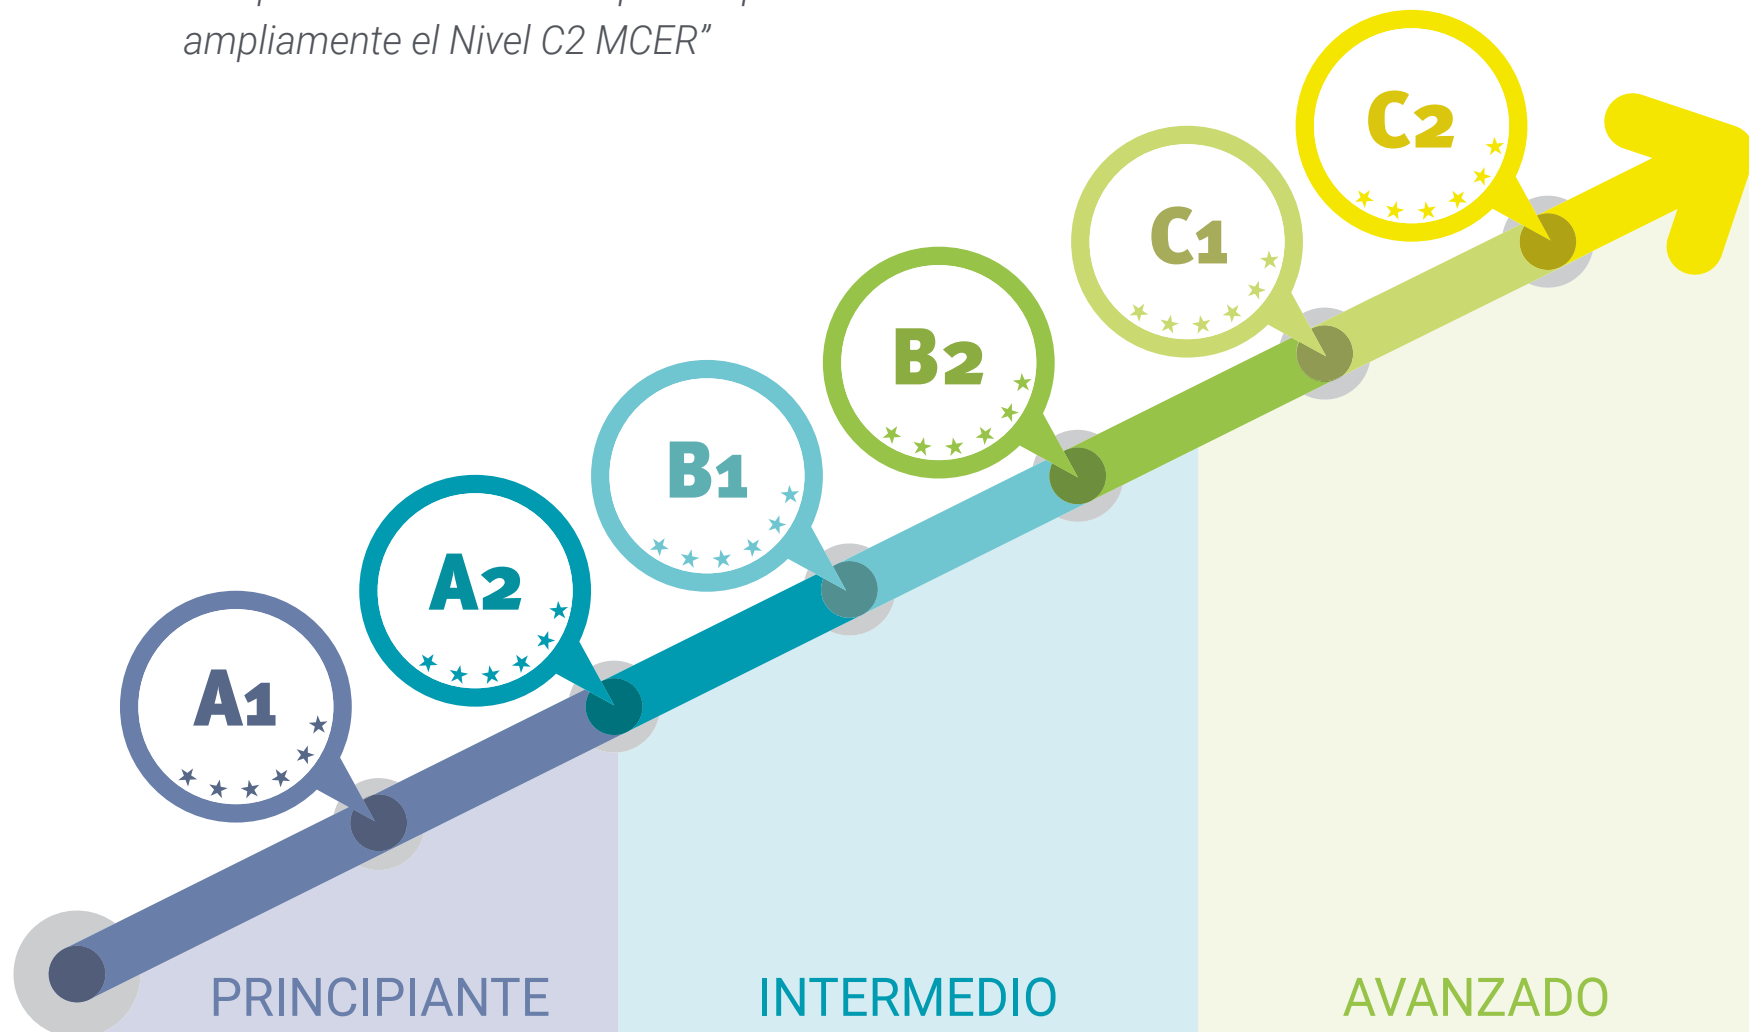 ampliamente el Nivel C2 MCER”
C2
C1
B2
B1
A2
A1
PRINCIPIANTE
INTERMEDIO
AVANZADO